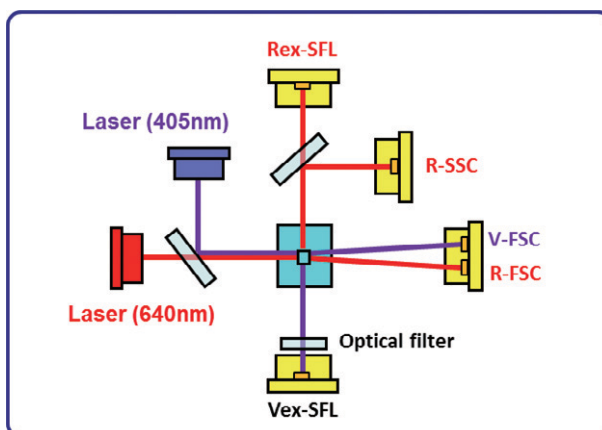 Rex-SFL
Laser (405nm)
R-SSC
V-FSC
R-FSC
Laser (640nm)
Optical filter
Vex-SFL